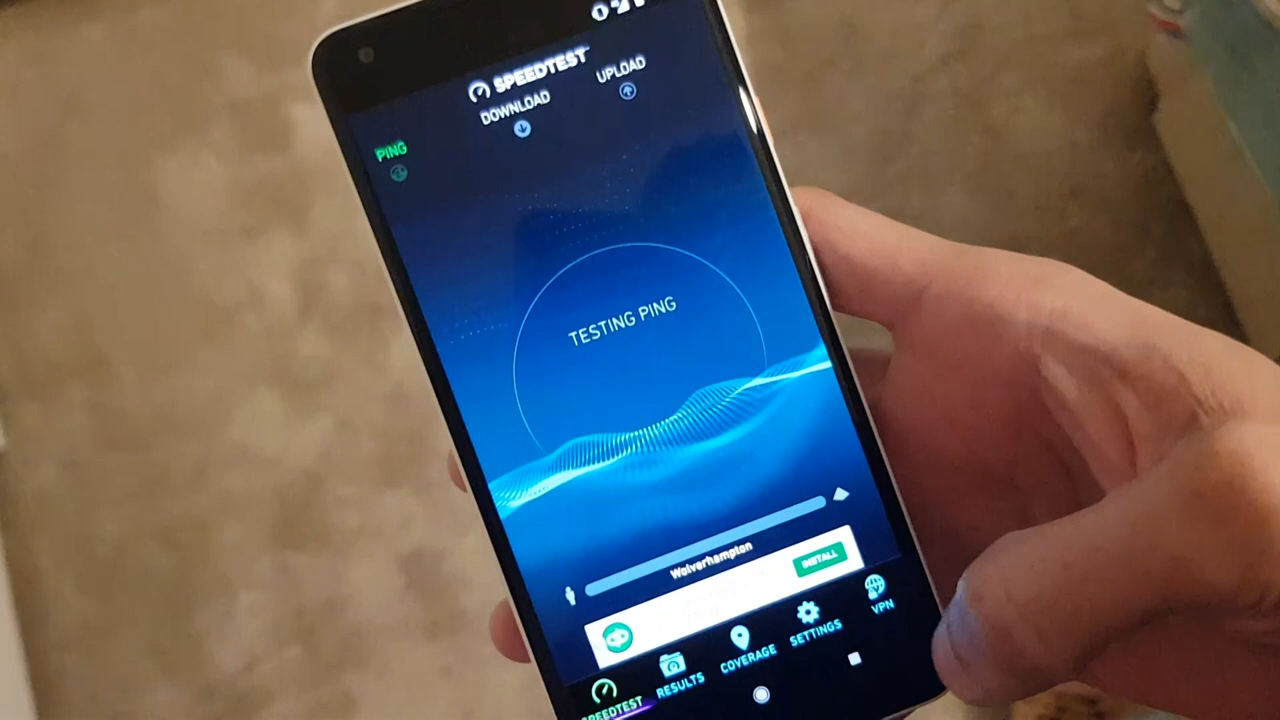 SPEEDTEST
PING
DOWNLOAD
UPLOAD
TESTING PING
Wolverhampton
INSTALL
SPEEDTEST
RESULTS
COVERAGE
SETTINGS
VPN